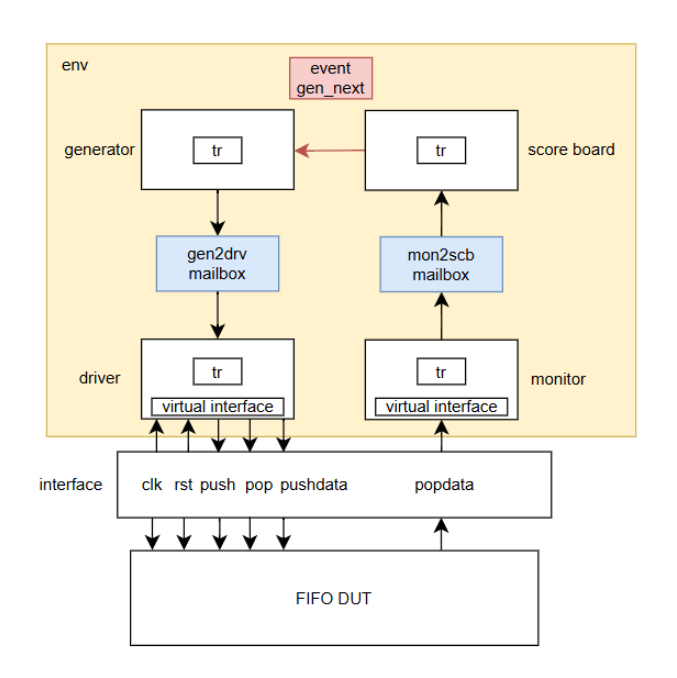 env
event
gen_next
generator
tr
tr
score board
gen2drv
mailbox
mon2scb
mailbox
driver
tr
virtual interface
tr
virtual interface
monitor
interface
clk rst push pop pushdata popdata
FIFO DUT